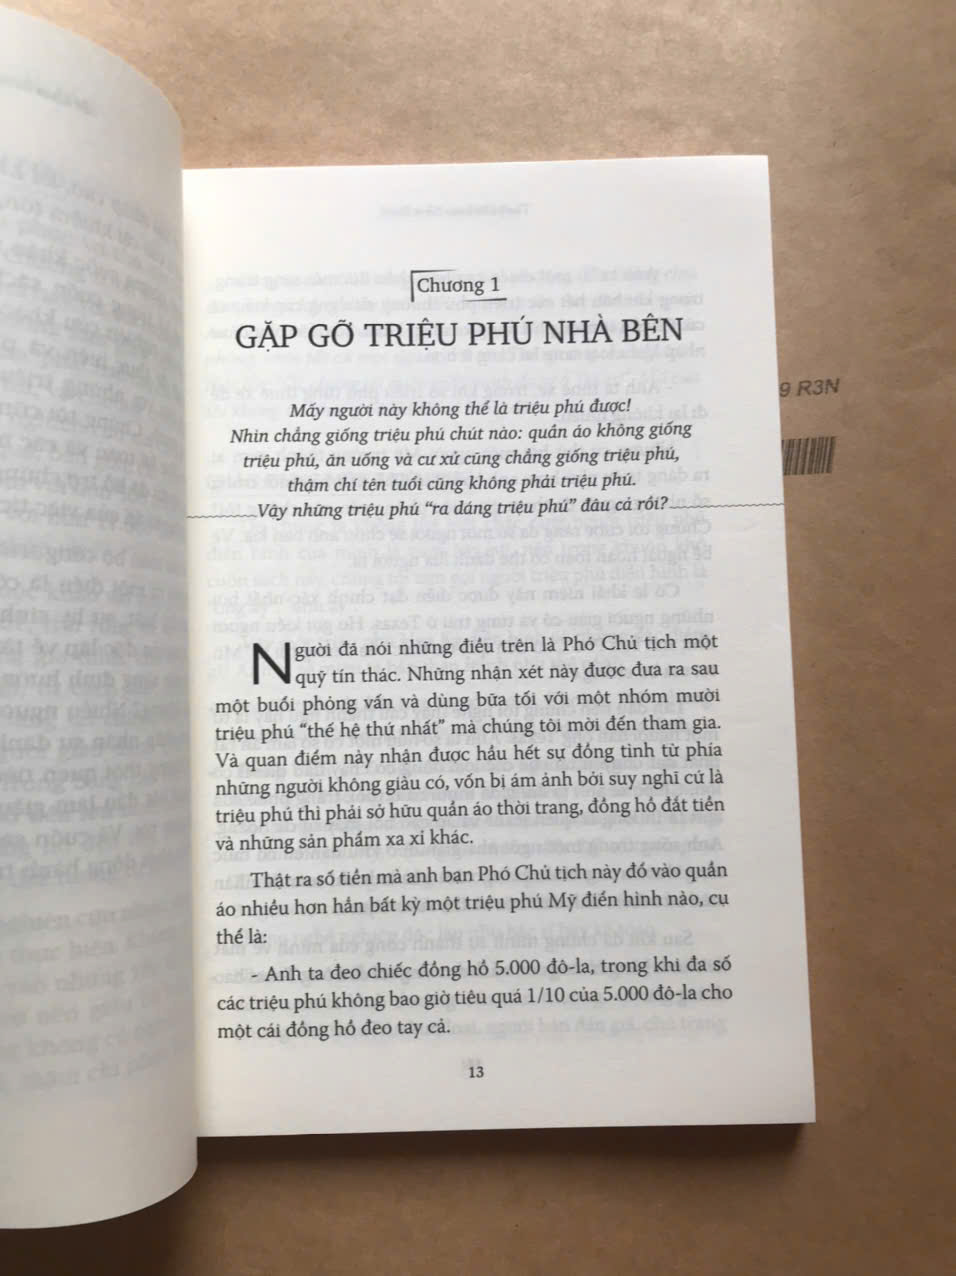 Chương 1
GẶP GỠ TRIỆU PHÚ NHÀ BÊN
Mấy người này không thể là triệu phú được!
Nhìn chẳng giống triệu phú chút nào: quần áo không giống
triệu phú, ăn uống và cư xử cũng chẳng giống triệu phú,
thậm chí tên tuổi cũng không phải triệu phú.
Vậy những triệu phú “ra dáng triệu phú” đâu cả rồi?
Người đã nói những điều trên là Phó Chủ tịch một
quỹ tín thác. Những nhận xét này được đưa ra sau
một buổi phỏng vấn và dùng bữa tối với một nhóm mười
triệu phú “thế hệ thứ nhất” mà chúng tôi mời đến tham gia.
Và quan điểm này nhận được hầu hết sự đồng tình từ phía
những người không giàu có, vốn bị ám ảnh bởi suy nghĩ cứ là
triệu phú thì phải sở hữu quần áo thời trang, đồng hồ đắt tiền
và những sản phẩm xa xỉ khác.
Thật ra số tiền mà anh bạn Phó Chủ tịch này đổ vào quần
áo nhiều hơn hẳn bất kỳ một triệu phú Mỹ điển hình nào, cụ
thể là:
- Anh ta đeo chiếc đồng hồ 5.000 đô-la, trong khi đa số
các triệu phú không bao giờ tiêu quá 1/10 của 5.000 đô-la cho
một cái đồng hồ đeo tay cả.
13
9 R3N